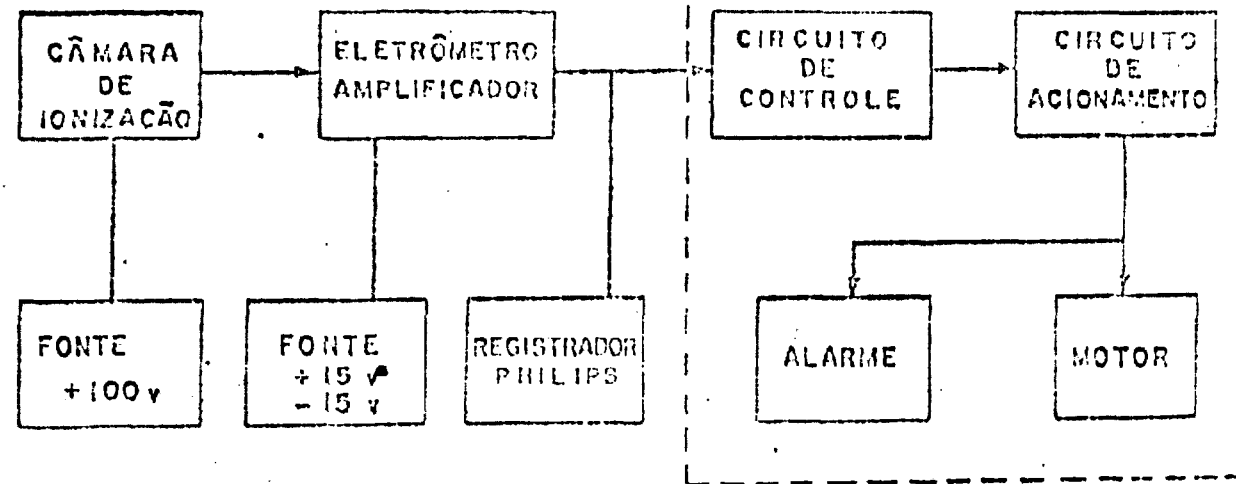 CÂMARA
DE
IONIZAÇÃO
ELETRÔMETRO
AMPLIFICADOR
CIRCUITO
DE
CONTROLE
CIRCUITO
DE
ACIONAMENTO
FONTE
+100 v
FONTE
+ 15 v
- 15 v
REGISTRADOR
PHILIPS
ALARME
MOTOR